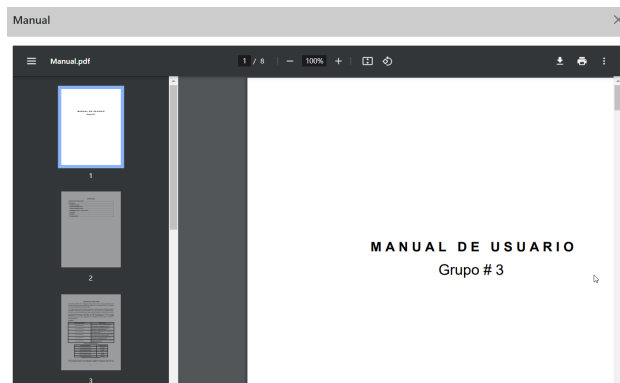 Manual
Manual.pdf
1 / 8
100%
1
2
3
MANUAL DE USUARIO
Grupo # 3